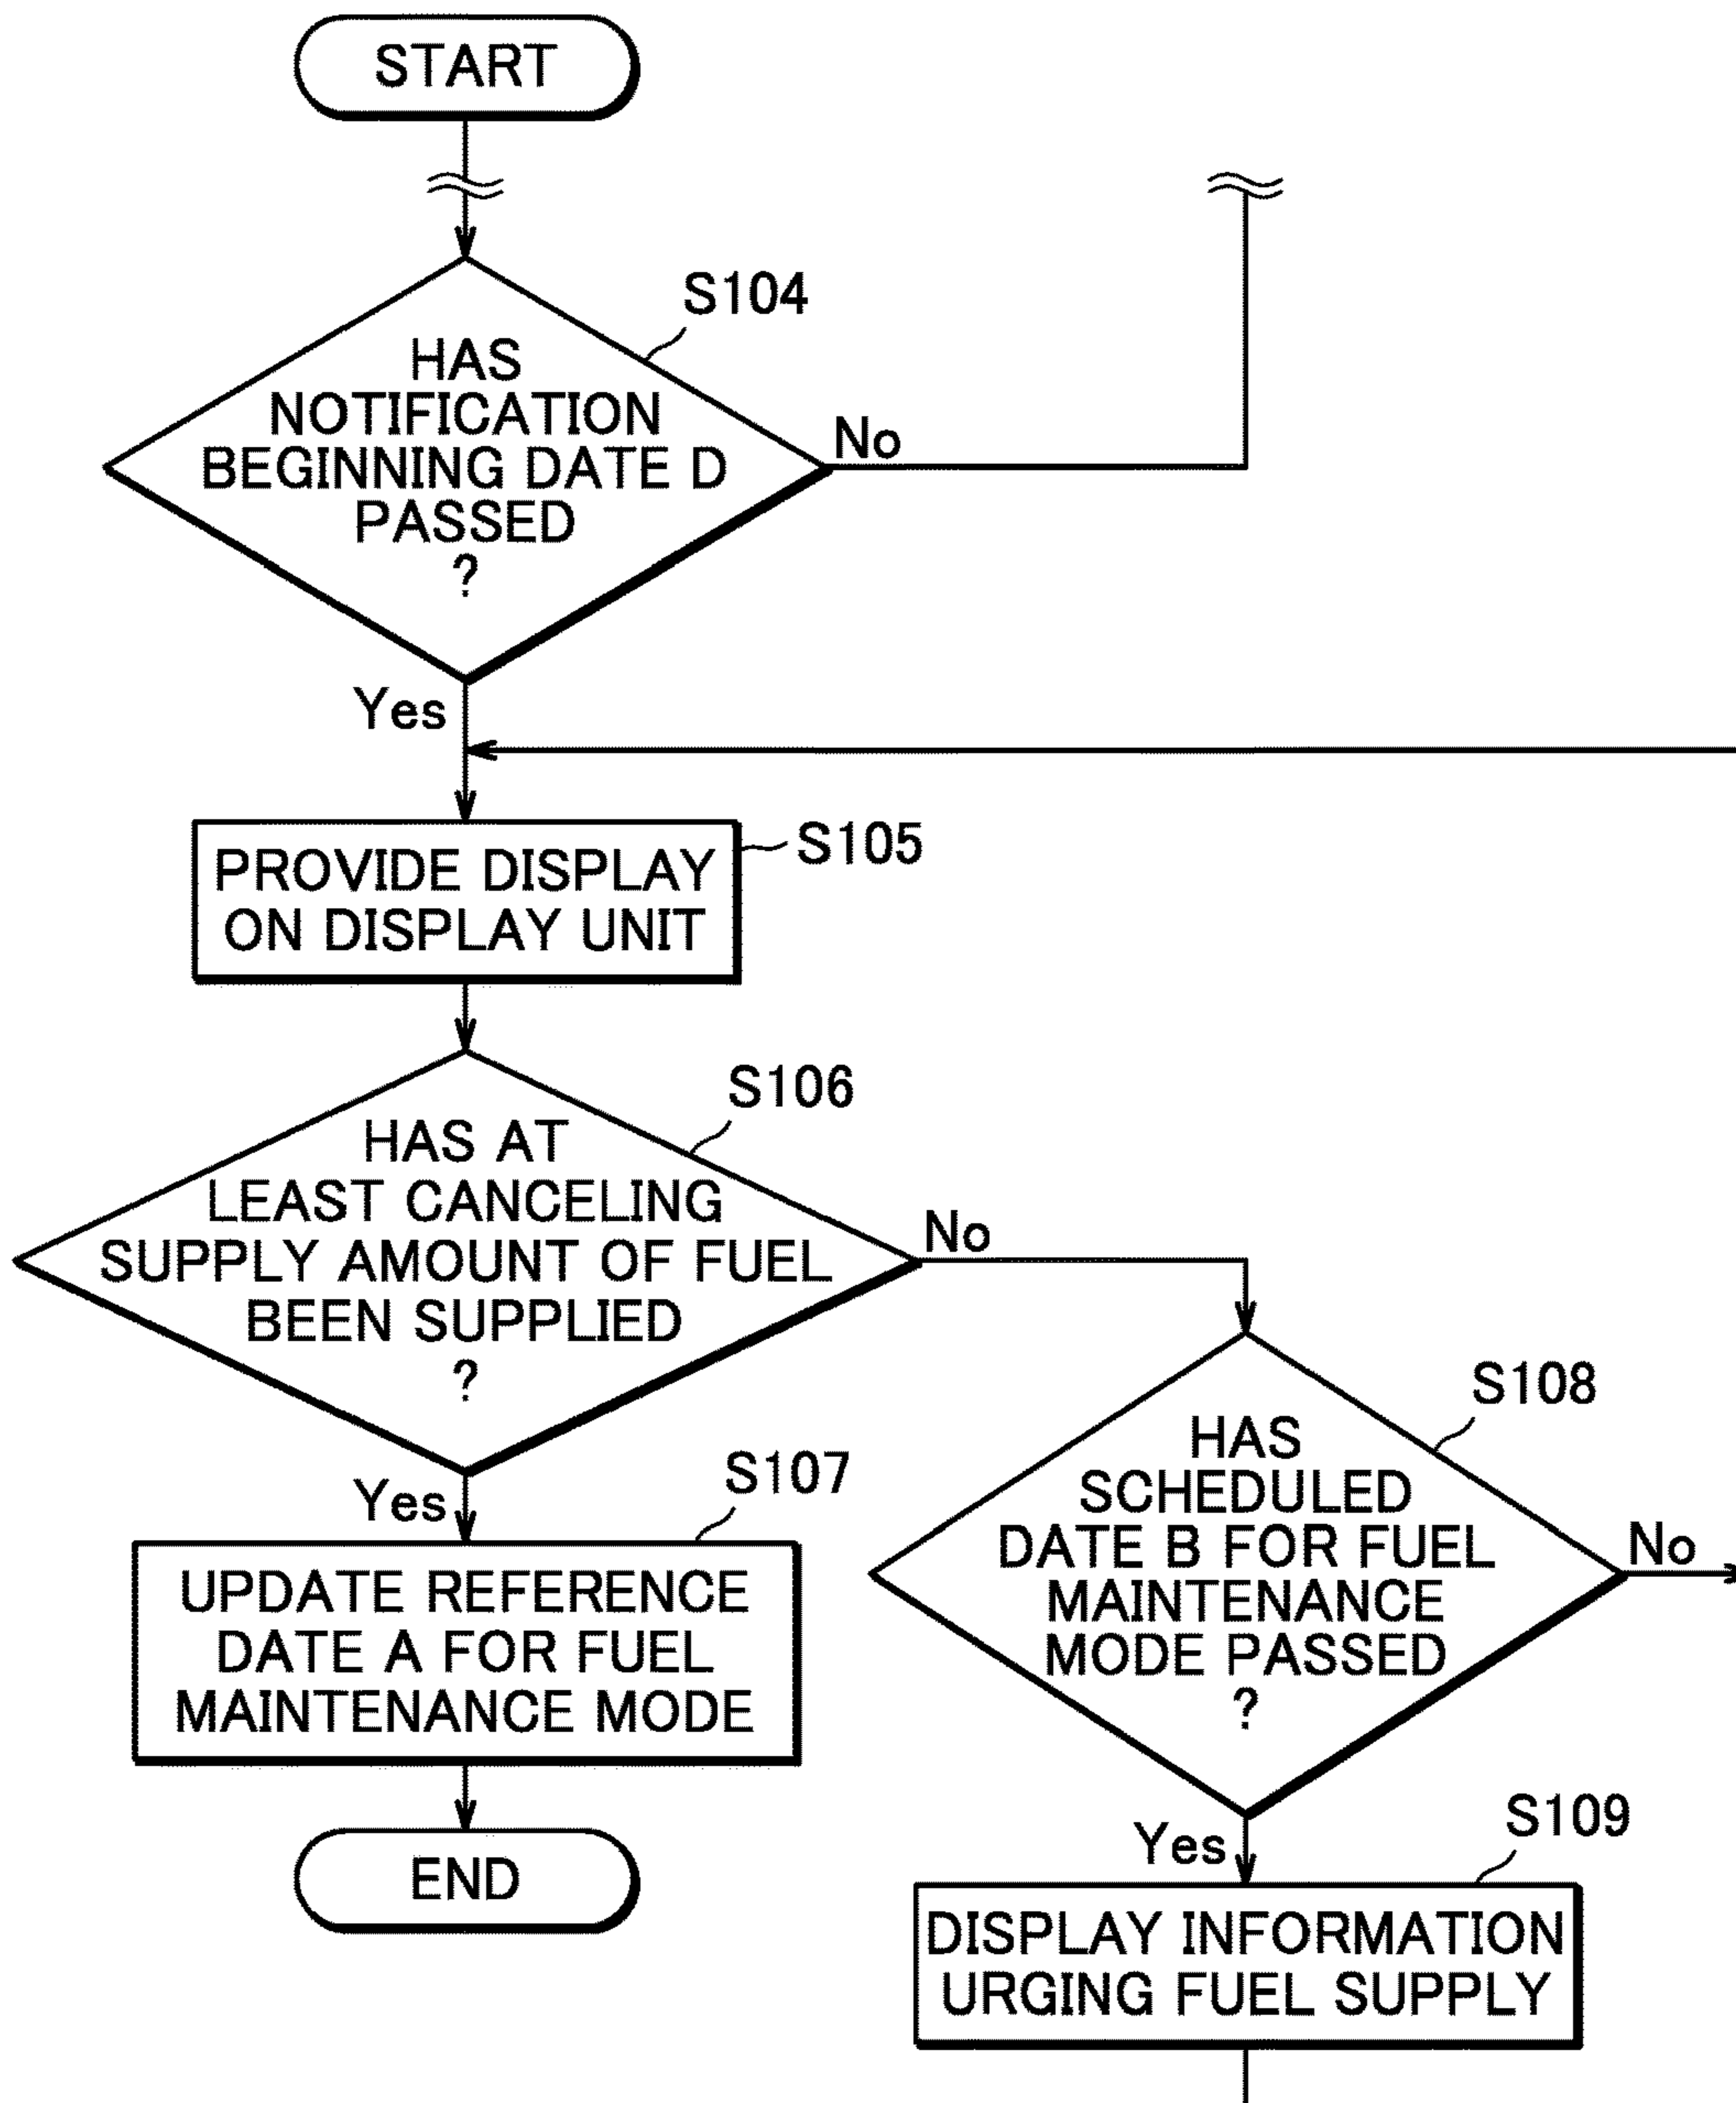 START
S104
HAS
NOTIFICATION
BEGINNING DATE D
PASSED
?
No
Yes
S105
PROVIDE DISPLAY
ON DISPLAY UNIT
S106
HAS AT
LEAST CANCELING
SUPPLY AMOUNT OF FUEL
BEEN SUPPLIED
?
No
Yes
S107
UPDATE REFERENCE
DATE A FOR FUEL
MAINTENANCE MODE
END
S108
HAS
SCHEDULED
DATE B FOR FUEL
MAINTENANCE
MODE PASSED
?
No
Yes
S109
DISPLAY INFORMATION
URGING FUEL SUPPLY